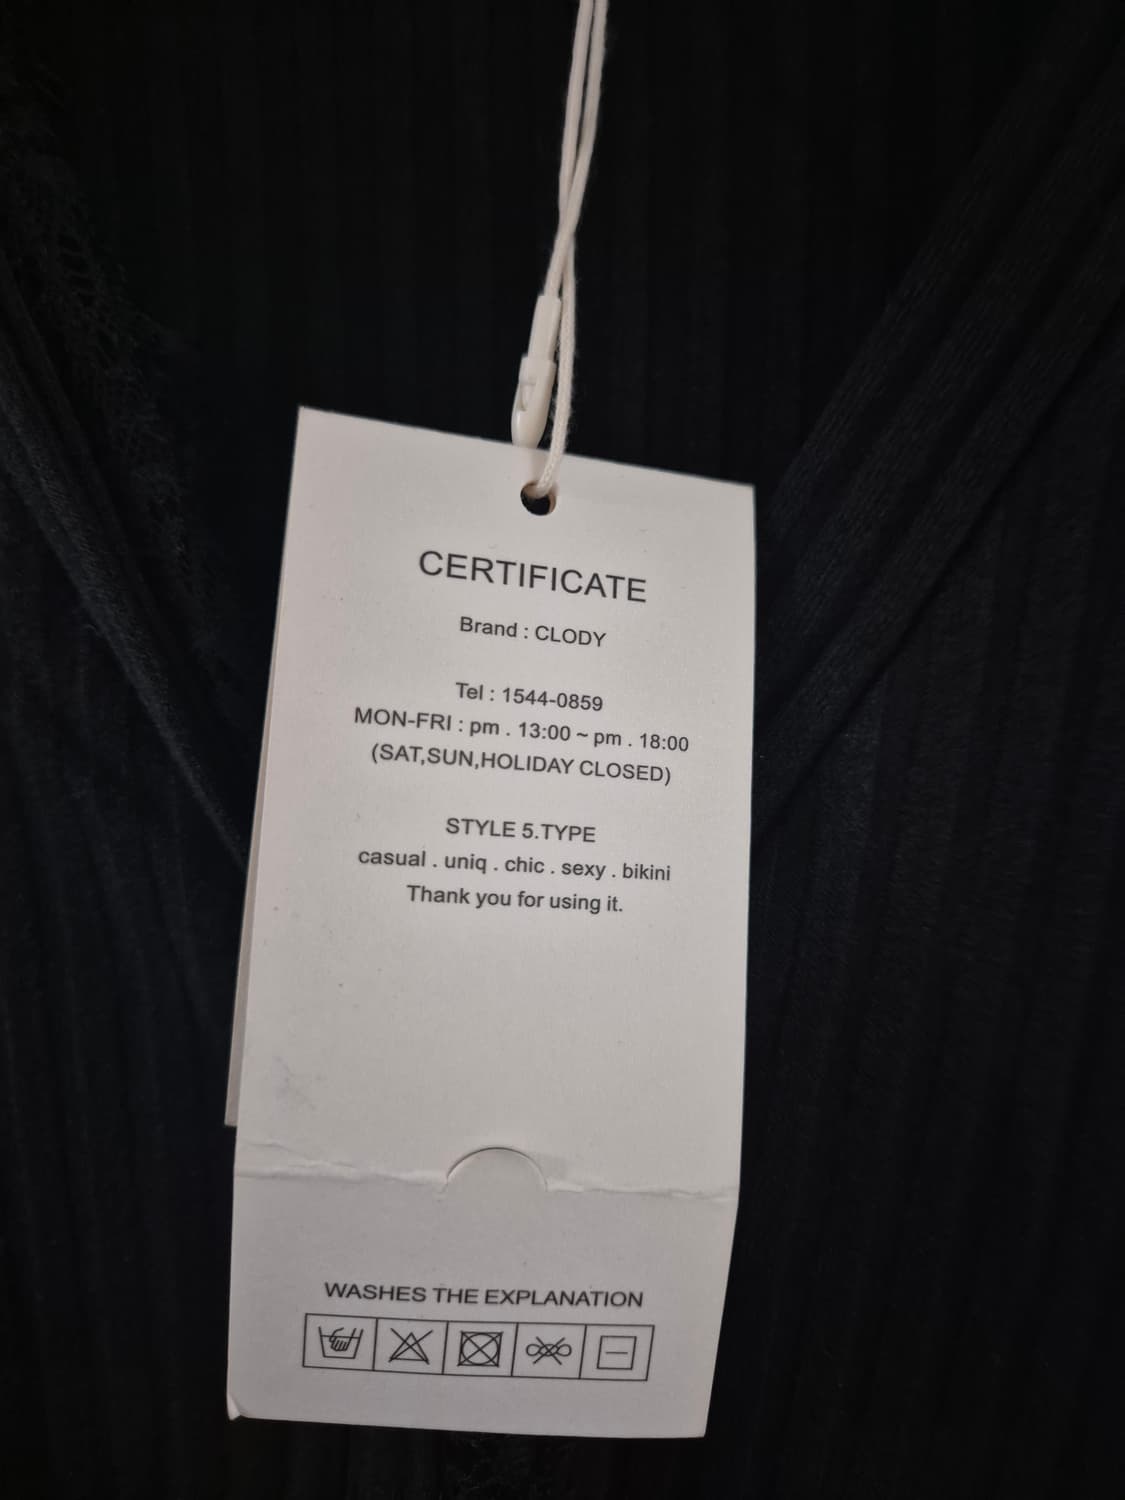 CERTIFICATE
Brand : CLODY
Tel : 1544-0859
MON-FRI : pm . 13:00 ~ pm . 18:00
(SAT,SUN,HOLIDAY CLOSED)
STYLE 5.TYPE
casual . uniq . chic . sexy . bikini
Thank you for using it.
WASHES THE EXPLANATION